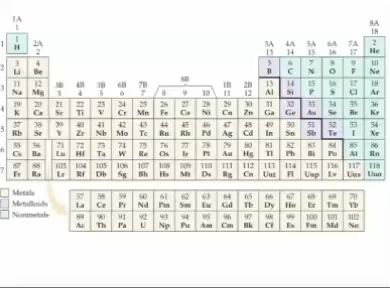 8A
1A 18
1
1 1 2
H He
2A 3A 4A 5A 6A 7A
2 13 14 15 16 17
2 3 4 5 6 7 8 9 10
Li Be B C N O F Ne
8B
3B 4B 5B 6B 7B 1B 2B
3 11 12 3 4 5 6 7 8 9 10 11 12 13 14 15 16 17 18
Na Mg Al Si P S Cl Ar
4 19 20 21 22 23 24 25 26 27 28 29 30 31 32 33 34 35 36
K Ca Sc Ti V Cr Mn Fe Co Ni Cu Zn Ga Ge As Se Br Kr
5 37 38 39 40 41 42 43 44 45 46 47 48 49 50 51 52 53 54
Rb Sr Y Zr Nb Mo Tc Ru Rh Pd Ag Cd In Sn Sb Te I Xe
6 55 56 71 72 73 74 75 76 77 78 79 80 81 82 83 84 85 86
Cs Ba Lu Hf Ta W Re Os Ir Pt Au Hg Tl Pb Bi Po At Rn
7 87 88 103 104 105 106 107 108 109 110 111 112 113 114 115 116 117 118
Fr Ra Lr Rf Db Sg Bh Hs Mt Ds Rg Cn Uut Fl Uup Lv Uus Uuo
Metals
Metalloids
Nonmetals
57 58 59 60 61 62 63 64 65 66 67 68 69 70
La Ce Pr Nd Pm Sm Eu Gd Tb Dy Ho Er Tm Yb
89 90 91 92 93 94 95 96 97 98 99 100 101 102
Ac Th Pa U Np Pu Am Cm Bk Cf Es Fm Md No